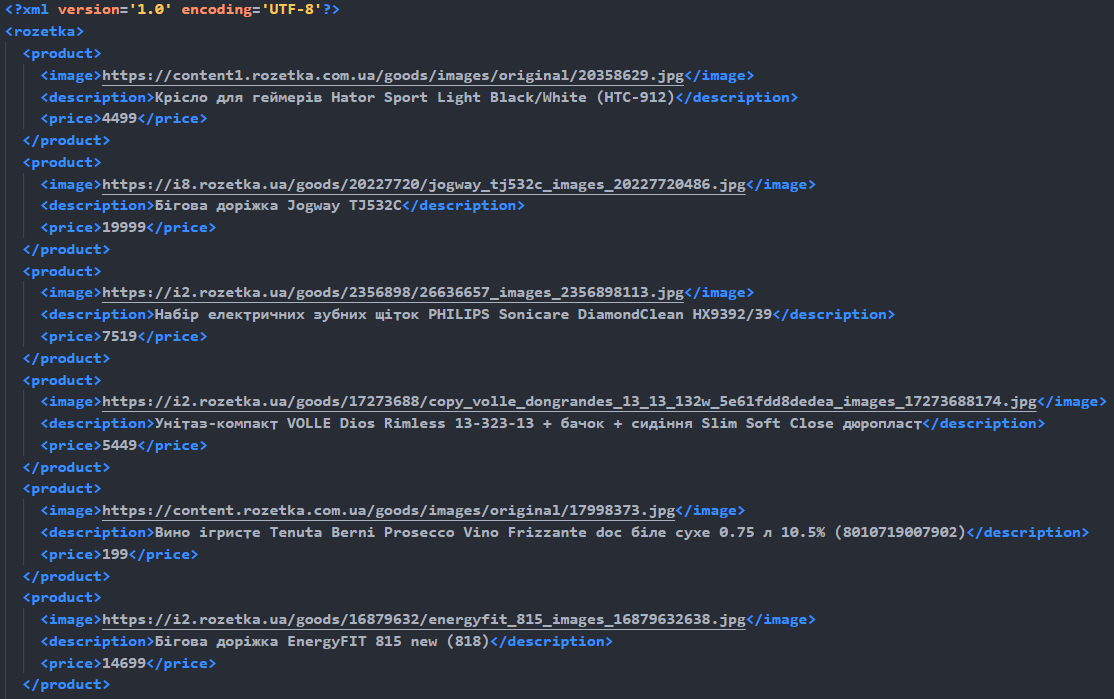 <?xml version='1.0' encoding='UTF-8'?>
<rozetka>
<product>
<image>https://content1.rozetka.com.ua/goods/images/original/20358629.jpg</image>
<description>Крісло для геймерів Hator Sport Light Black/White (HTC-912)</description>
<price>4499</price>
</product>
<product>
<image>https://i8.rozetka.ua/goods/20227720/jogway_tj532c_images_20227720486.jpg</image>
<description>Бігова доріжка Jogway TJ532C</description>
<price>19999</price>
</product>
<product>
<image>https://i2.rozetka.ua/goods/2356898/26636657_images_2356898113.jpg</image>
<description>Набір електричних зубних щіток PHILIPS Sonicare DiamondClean HX9392/39</description>
<price>7519</price>
</product>
<product>
<image>https://i2.rozetka.ua/goods/17273688/copy_volle_dongrandes_13_13_132w_5e61fdd8dedea_images_17273688174.jpg</image>
<description>Унітаз-компакт VOLLE Dios Rimless 13-323-13 + бачок + сидіння Slim Soft Close дюропласт</description>
<price>5449</price>
</product>
<product>
<image>https://content.rozetka.com.ua/goods/images/original/17998373.jpg</image>
<description>Вино ігристе Tenuta Berni Prosecco Vino Frizzante doc біле сухе 0.75 л 10.5% (8010719007902)</description>
<price>199</price>
</product>
<product>
<image>https://i2.rozetka.ua/goods/16879632/energyfit_815_images_16879632638.jpg</image>
<description>Бігова доріжка EnergyFIT 815 new (818)</description>
<price>14699</price>
</product>